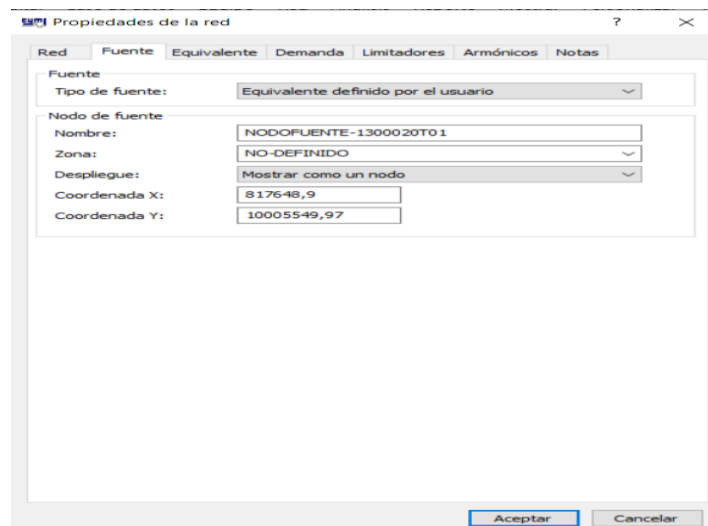 Propiedades de la red ?
Red Fuente Equivalente Demanda Limitadores Armónicos Notas
Fuente
Tipo de fuente: Equivalente definido por el usuario
Nodo de fuente
Nombre: NODOFUENTE-1300020T01
Zona: NO-DEFINIDO
Despliegue: Mostrar como un nodo
Coordenada X: 817648,9
Coordenada Y: 10005549,97
Aceptar Cancelar